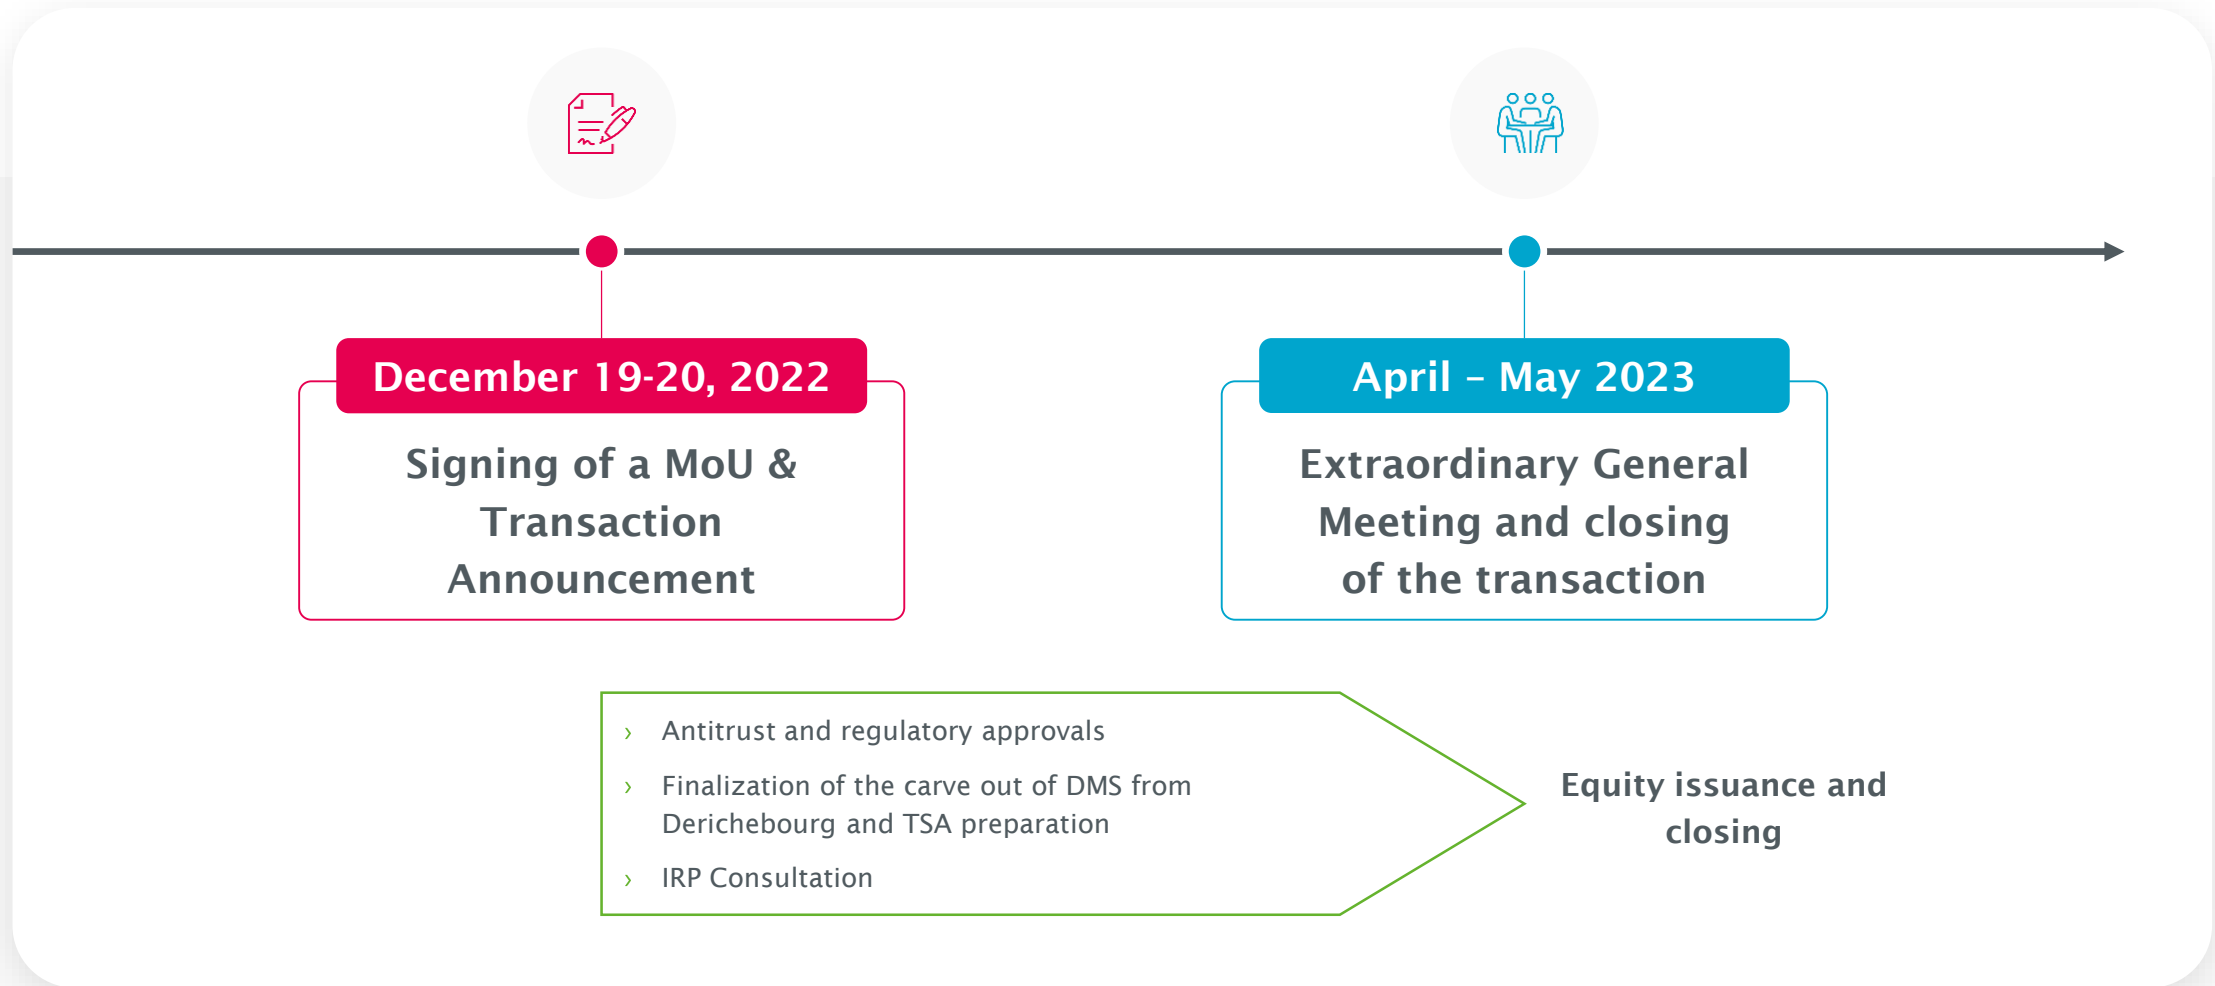 December 19-20, 2022
Signing of a MoU &
Transaction
Announcement
April – May 2023
Extraordinary General
Meeting and closing
of the transaction
› Antitrust and regulatory approvals
› Finalization of the carve out of DMS from
Derichebourg and TSA preparation
› IRP Consultation
Equity issuance and
closing